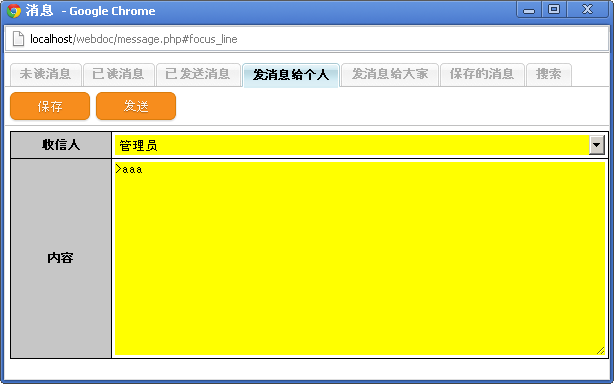 消息 - Google Chrome
localhost/webdoc/message.php#focus_line
未读消息 已读消息 已发送消息 发消息给个人 发消息给大家 保存的消息 搜索
保存 发送
收信人 管理员
>aaa
内容